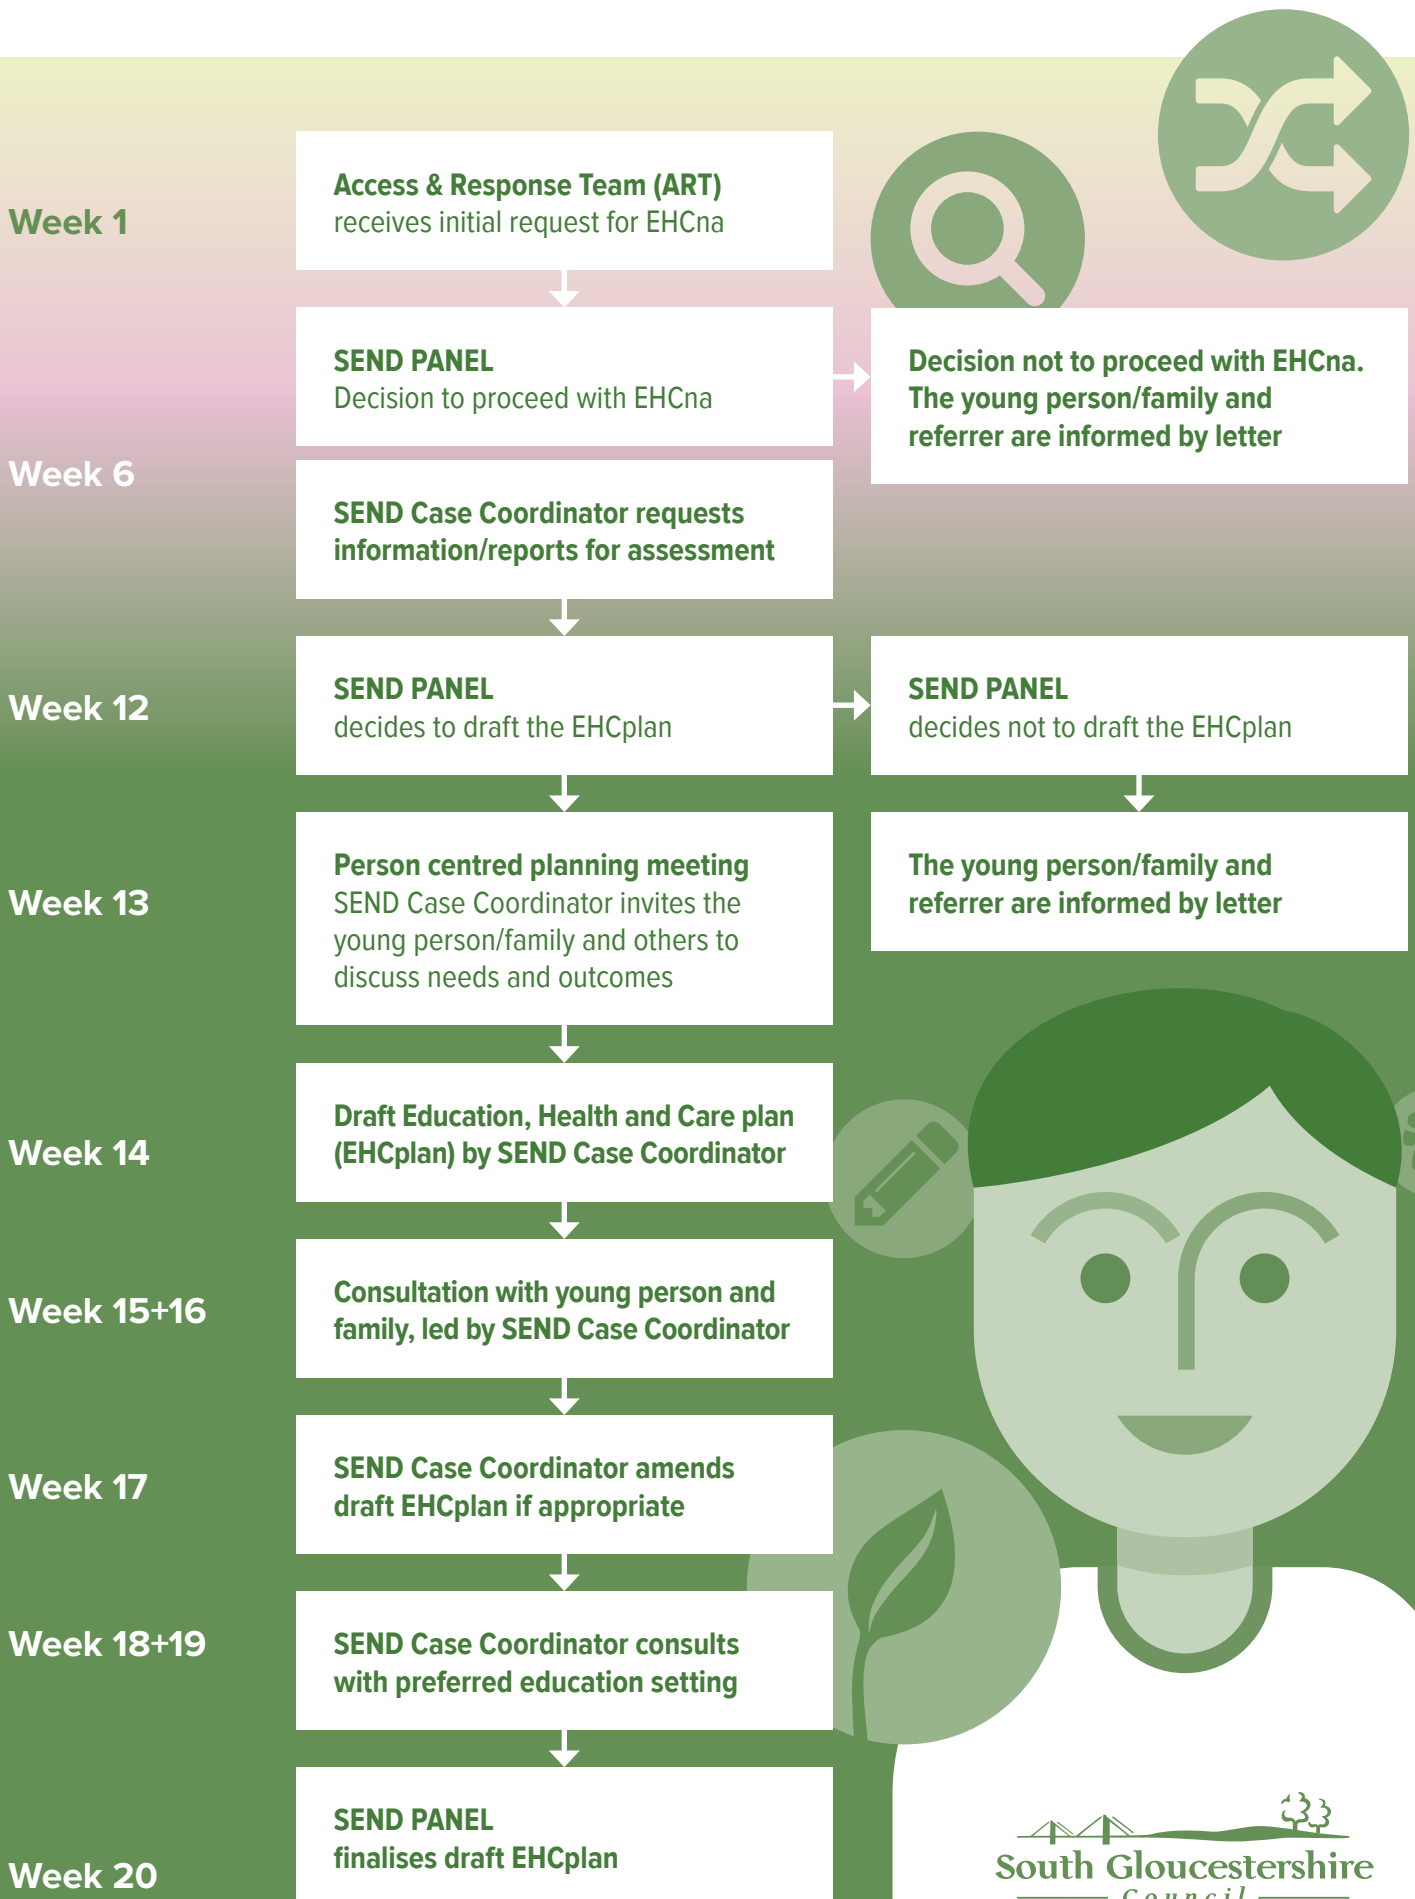 Week 1
Access & Response Team (ART)
receives initial request for EHCna
SEND PANEL
Decision to proceed with EHCna
Decision not to proceed with EHCna.
The young person/family and
referrer are informed by letter
Week 6
SEND Case Coordinator requests
information/reports for assessment
Week 12
SEND PANEL
decides to draft the EHCplan
SEND PANEL
decides not to draft the EHCplan
Week 13
Person centred planning meeting
SEND Case Coordinator invites the
young person/family and others to
discuss needs and outcomes
The young person/family and
referrer are informed by letter
Week 14
Draft Education, Health and Care plan
(EHCplan) by SEND Case Coordinator
Week 15+16
Consultation with young person and
family, led by SEND Case Coordinator
Week 17
SEND Case Coordinator amends
draft EHCplan if appropriate
Week 18+19
SEND Case Coordinator consults
with preferred education setting
Week 20
SEND PANEL
finalises draft EHCplan
South Gloucestershire
Council